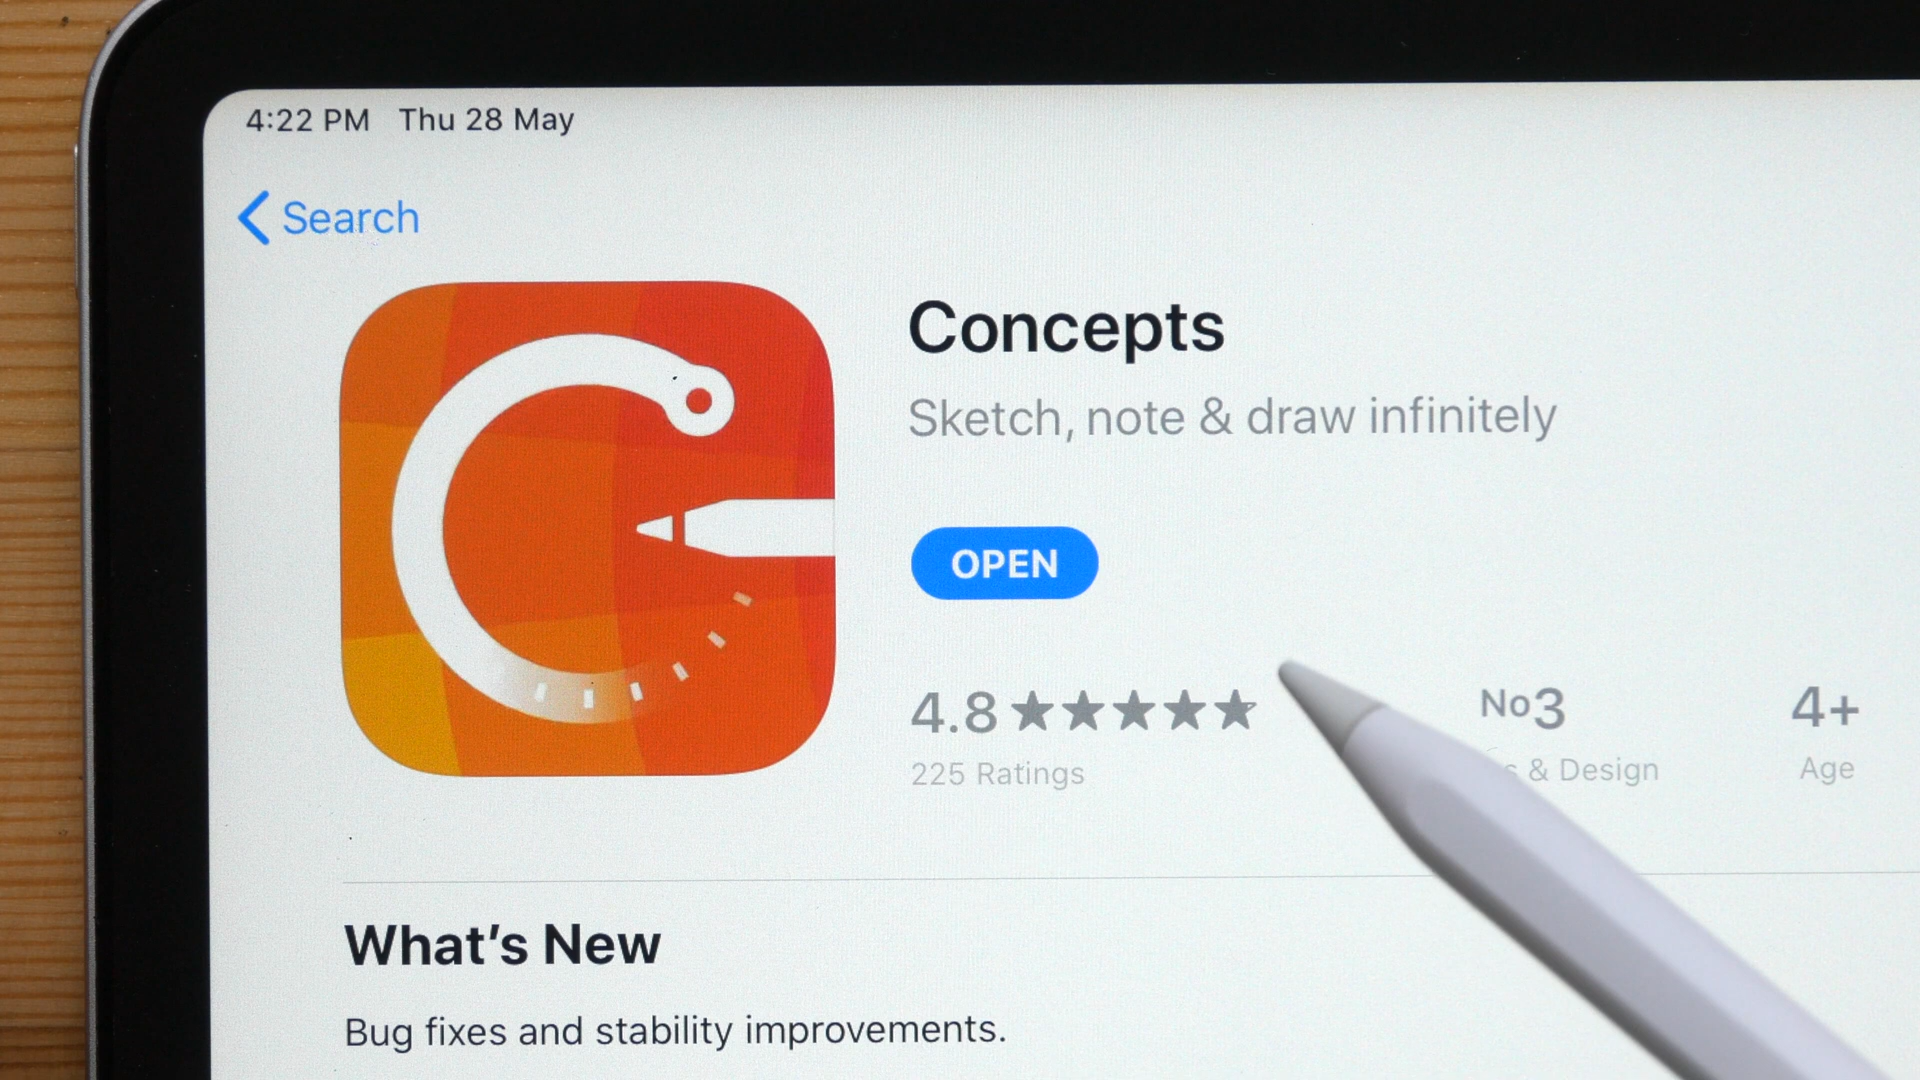 4:22 PM Thu 28 May
Search
Concepts
Sketch, note & draw infinitely
OPEN
4.8 ★★★★★
No3
4+
225 Ratings
& Design
Age
What's New
Bug fixes and stability improvements.